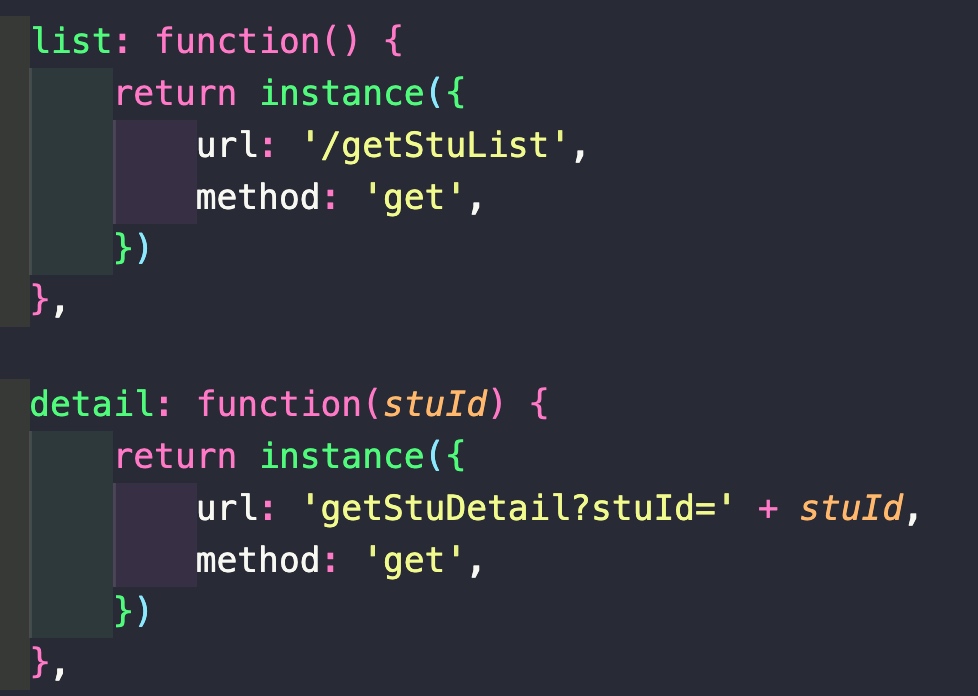 list: function() {
    return instance({
        url: '/getStuList',
        method: 'get',
    })
},

detail: function(stuId) {
    return instance({
        url: 'getStuDetail?stuId=' + stuId,
        method: 'get',
    })
},